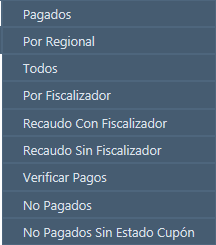 Pagados
Por Regional
Todos
Por Fiscalizador
Recaudo Con Fiscalizador
Recaudo Sin Fiscalizador
Verificar Pagos
No Pagados
No Pagados Sin Estado Cupón